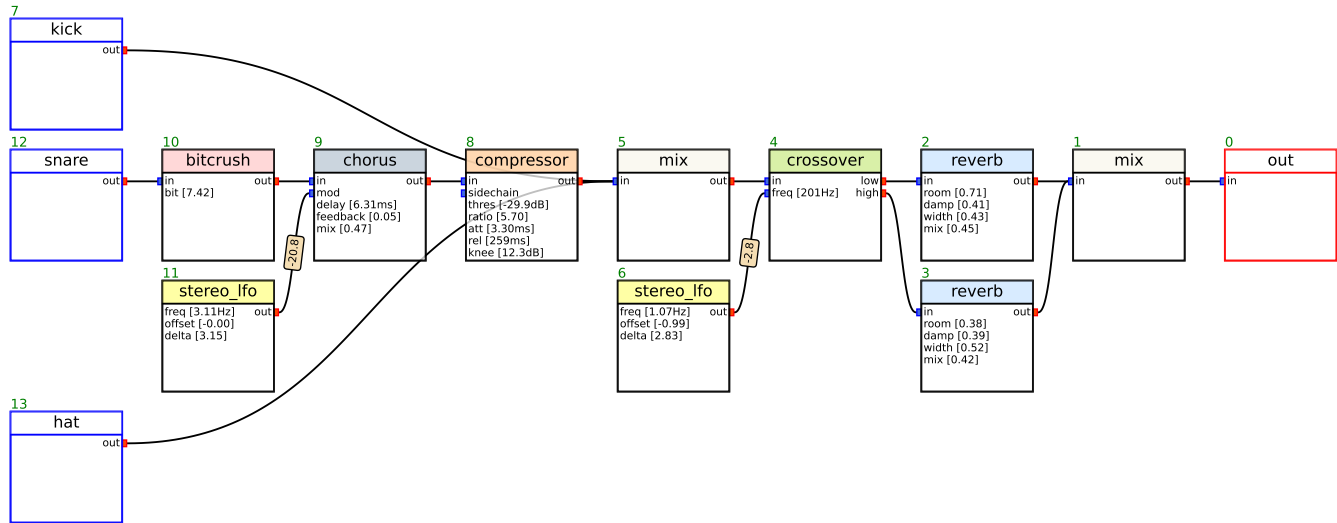 7
kick
out
12
snare
out
10
bitcrush
in out
bit [7.42]
9
chorus
in out
mod
delay [6.31ms]
feedback [0.05]
mix [0.47]
8
compressor
in out
sidechain
thres [-29.9dB]
ratio [5.70]
att [3.30ms]
rel [259ms]
knee [12.3dB]
5
mix
in out
4
crossover
in low
freq [201Hz] high
2
reverb
in out
room [0.71]
damp [0.41]
width [0.43]
mix [0.45]
1
mix
in out
0
out
in
-20.8
-2.8
11
stereo_lfo
freq [3.11Hz] out
offset [-0.00]
delta [3.15]
6
stereo_lfo
freq [1.07Hz] out
offset [-0.99]
delta [2.83]
3
reverb
in out
room [0.38]
damp [0.39]
width [0.52]
mix [0.42]
13
hat
out